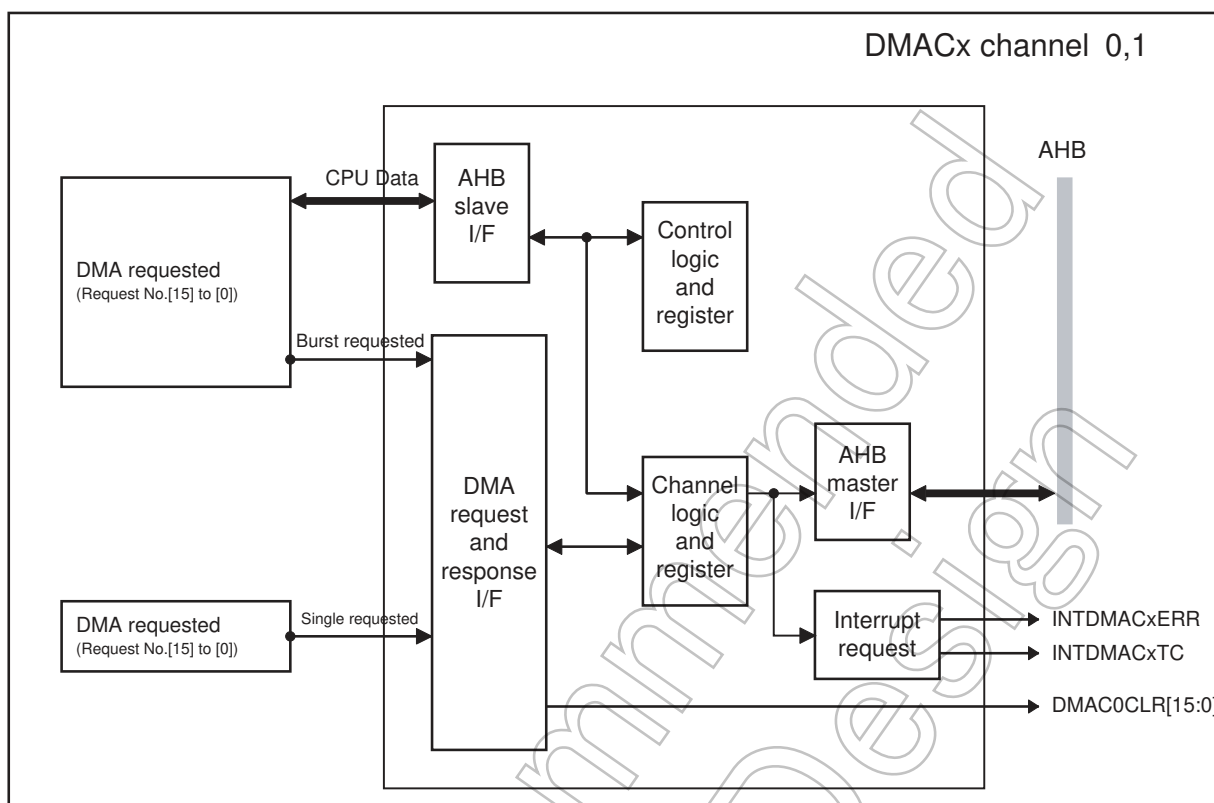 DMACx channel 0,1
AHB
CPU Data
AHB
slave
I/F
Control
logic
and
register
DMA requested
(Request No.[15] to [0])
Burst requested
DMA
request
and
response
I/F
Channel
logic
and
register
AHB
master
I/F
DMA requested
(Request No.[15] to [0])
Single requested
Interrupt
request
INTDMACxERR
INTDMACxTC
DMAC0CLR[15:0]
mmended
Design